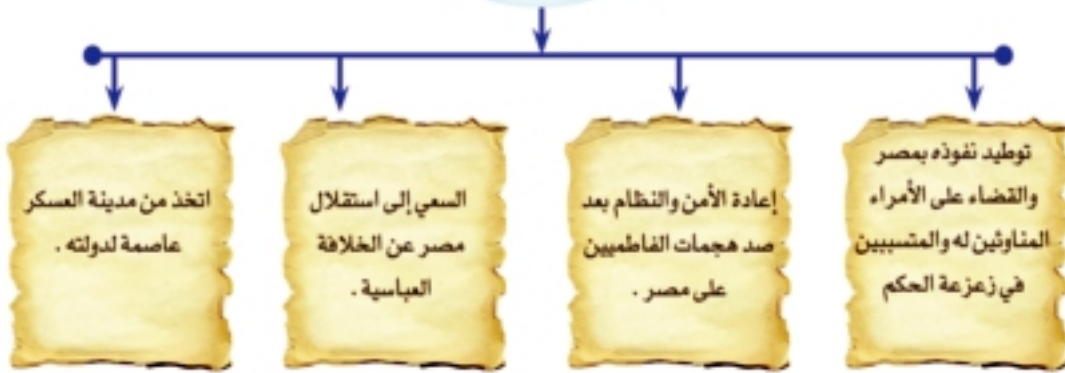 توطيد نفوذه بمصر
والقضاء على الأمراء
المناوئين له والمتسببين
في زعزعة الحكم
إعادة الأمن والنظام بعد
صد هجمات الفاطميين
على مصر .
السعي إلى استقلال
مصر عن الخلافة
العباسية .
اتخذ من مدينة العسكر
عاصمة لدولته .